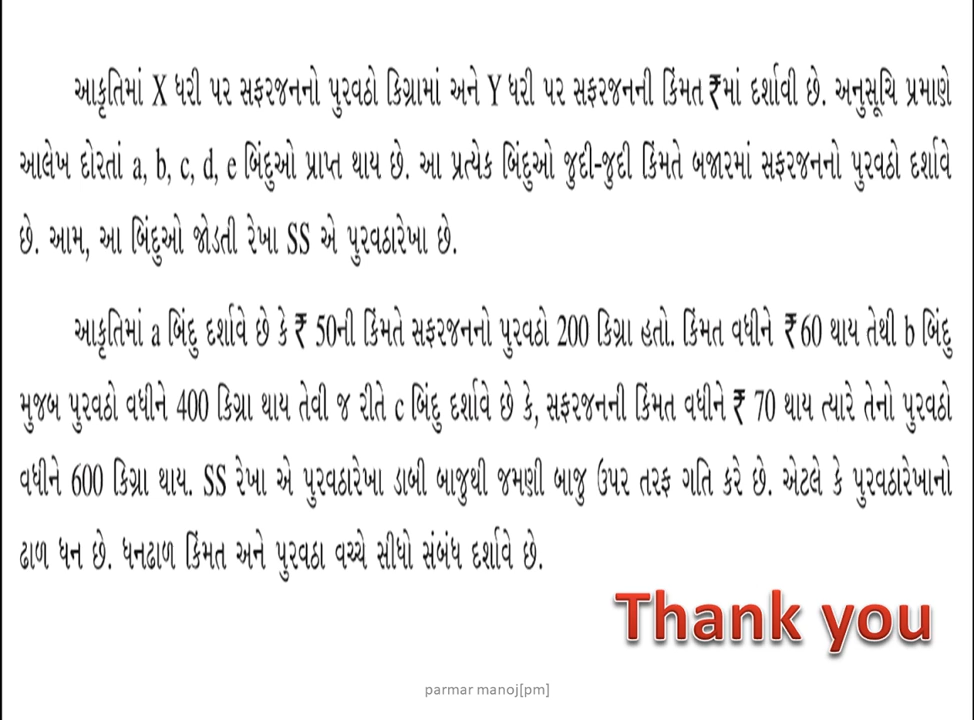 આકૃતિમાં X ધરી પર સફરજનનો પુરવઠો કિગ્રામાં અને Y ધરી પર સફરજનની કિંમત ₹માં દર્શાવી છે. અનુસૂચિ પ્રમાણે
આલેખ દોરતાં a, b, c, d, e બિંદુઓ પ્રાપ્ત થાય છે. આ પ્રત્યેક બિંદુઓ જુદી-જુદી કિંમતે બજારમાં સફરજનનો પુરવઠો દર્શાવે
છે. આમ, આ બિંદુઓ જોડતી રેખા SS એ પુરવઠારેખા છે.
આકૃતિમાં a બિંદુ દર્શાવે છે કે ₹ 50ની કિંમતે સફરજનનો પુરવઠો 200 કિગ્રા હતો. કિંમત વધીને ₹ 60 થાય તેથી b બિંદુ
મુજબ પુરવઠો વધીને 400 કિગ્રા થાય તેવી જ રીતે c બિંદુ દર્શાવે છે કે, સફરજનની કિંમત વધીને ₹ 70 થાય ત્યારે તેનો પુરવઠો
વધીને 600 કિગ્રા થાય. SS રેખા એ પુરવઠારેખા ડાબી બાજુથી જમણી બાજુ ઉપર તરફ ગતિ કરે છે. એટલે કે પુરવઠારેખાનો
ઢાળ ધન છે. ધનઢાળ કિંમત અને પુરવઠા વચ્ચે સીધો સંબંધ દર્શાવે છે.
Thank you
parmar manoj[pm]